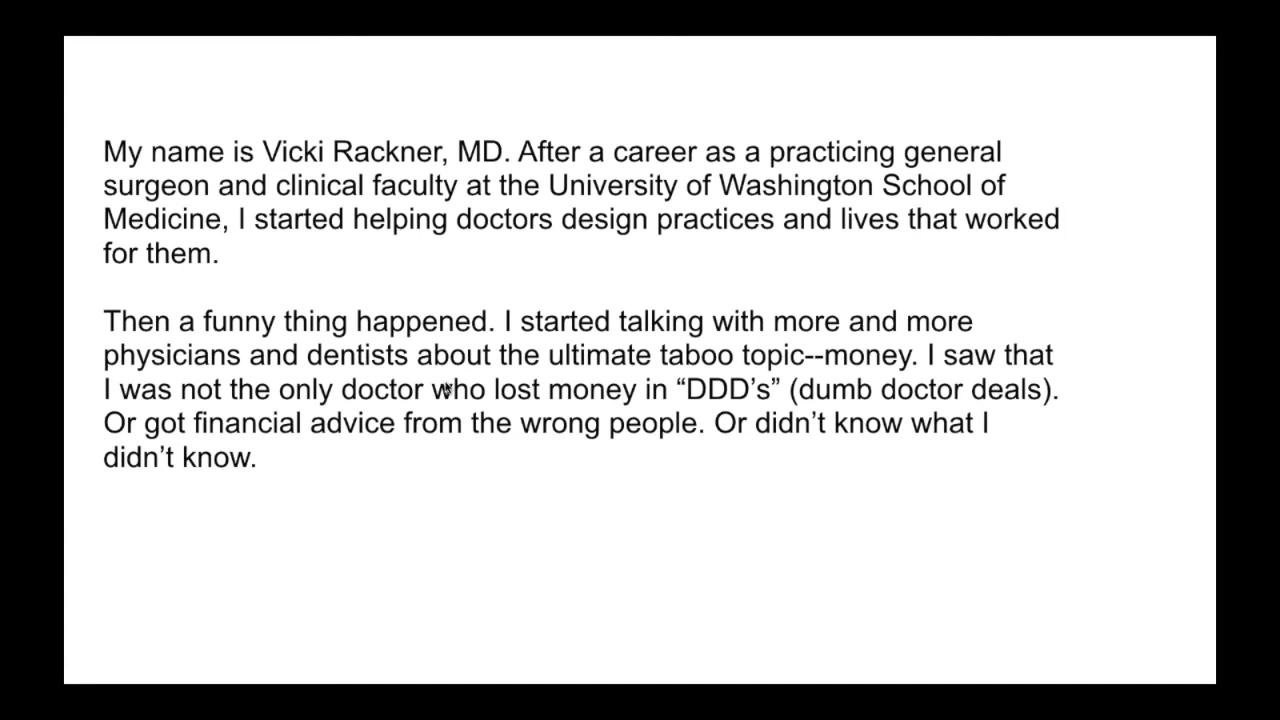 My name is Vicki Rackner, MD. After a career as a practicing general
surgeon and clinical faculty at the University of Washington School of
Medicine, I started helping doctors design practices and lives that worked
for them.
Then a funny thing happened. I started talking with more and more
physicians and dentists about the ultimate taboo topic--money. I saw that
I was not the only doctor who lost money in “DDD’s” (dumb doctor deals).
Or got financial advice from the wrong people. Or didn’t know what I
didn’t know.